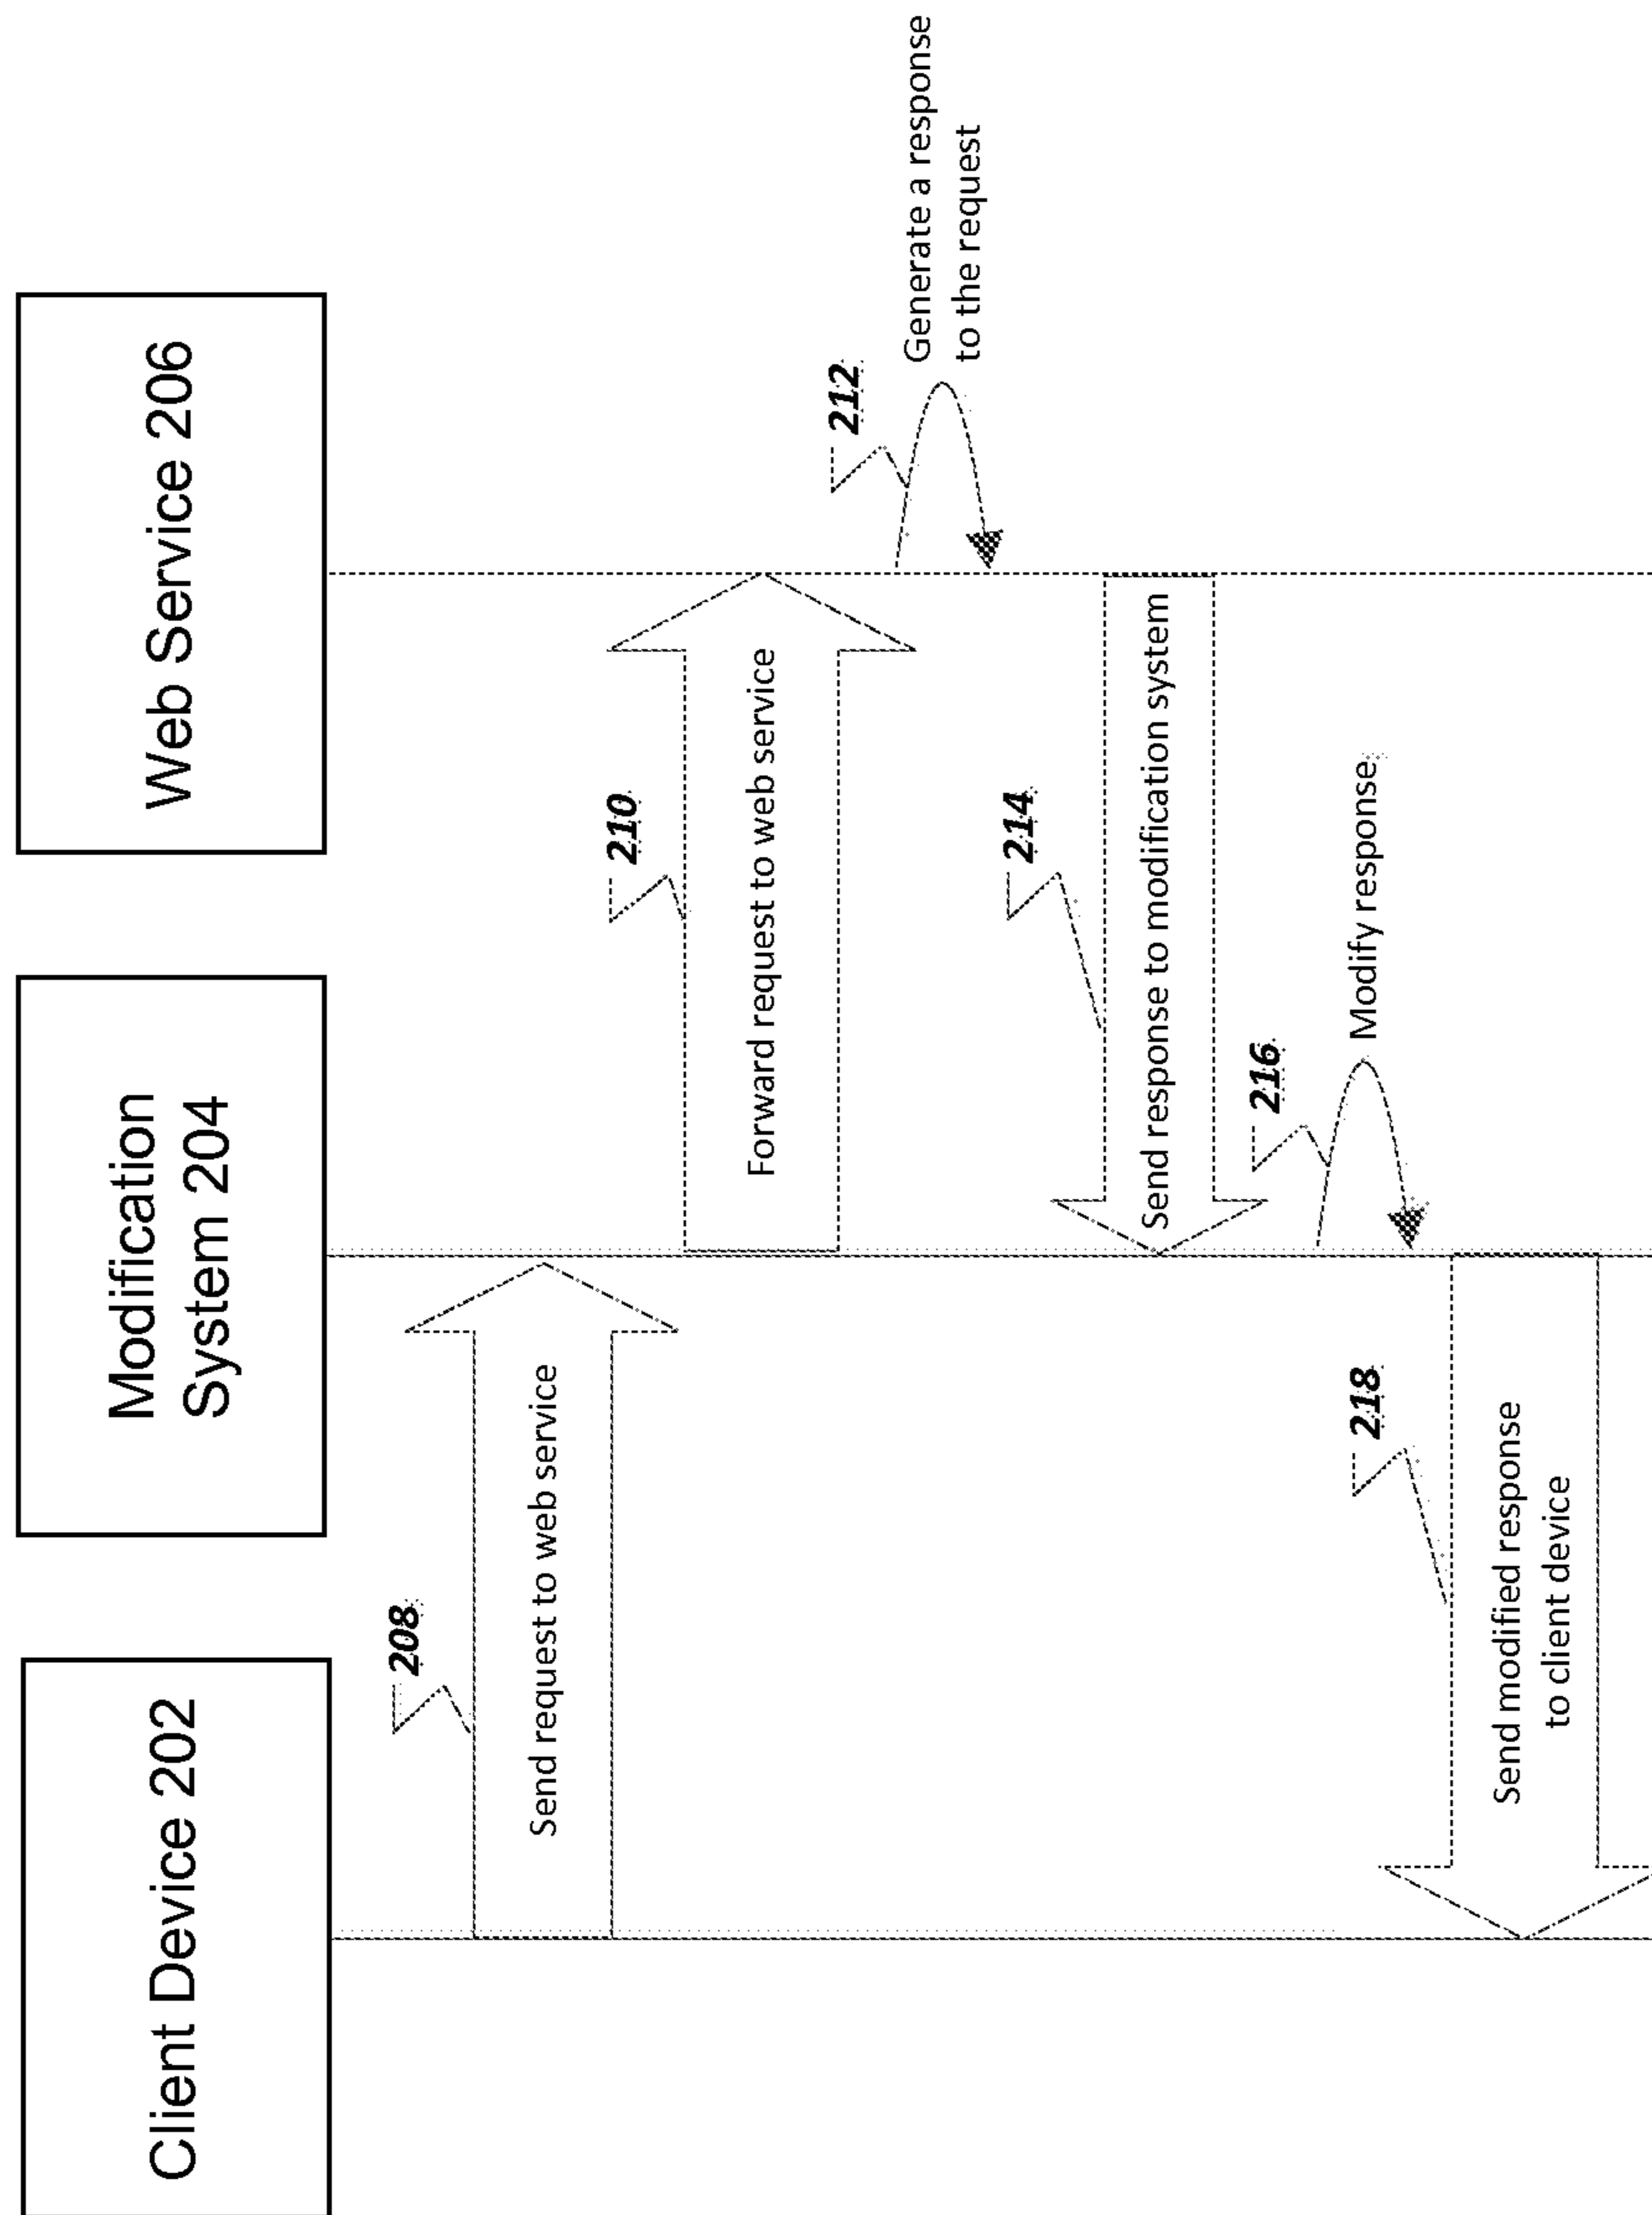 Client Device 202
Modification
System 204
Web Service 206
208
Send request to web service
210
Forward request to web service
212
Generate a response
to the request
214
Send response to modification system
216
Modify response
218
Send modified response
to client device